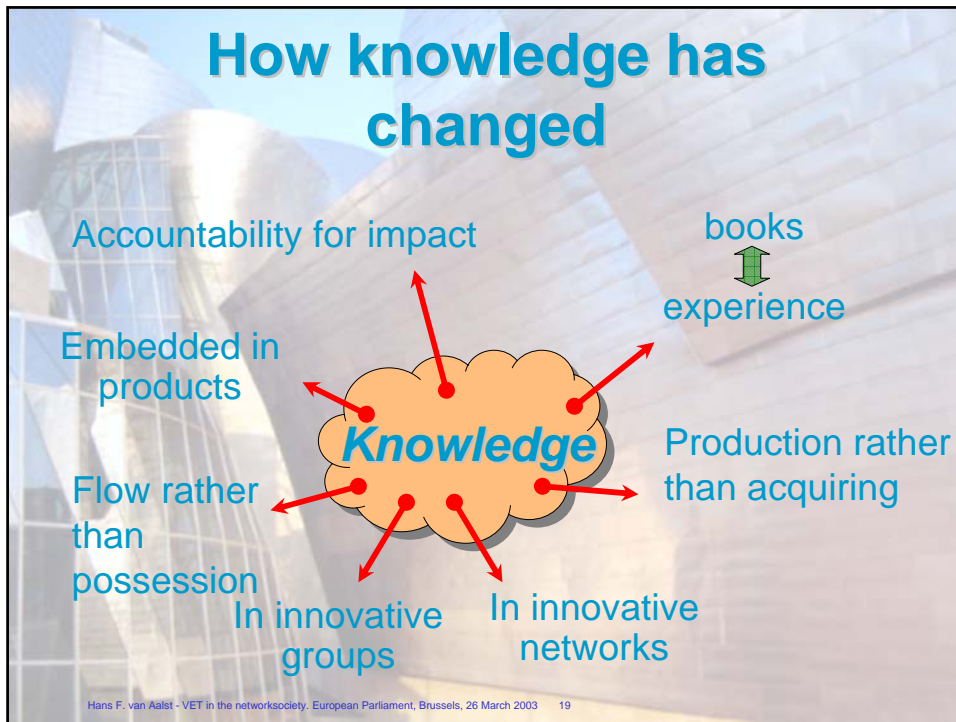 How knowledge has
changed
Accountability for impact
books
experience
Embedded in
products
Knowledge
Production rather
than acquiring
Flow rather
than
possession
In innovative
groups
In innovative
networks
Hans F. van Aalst - VET in the networksociety. European Parliament, Brussels, 26 March 2003 19